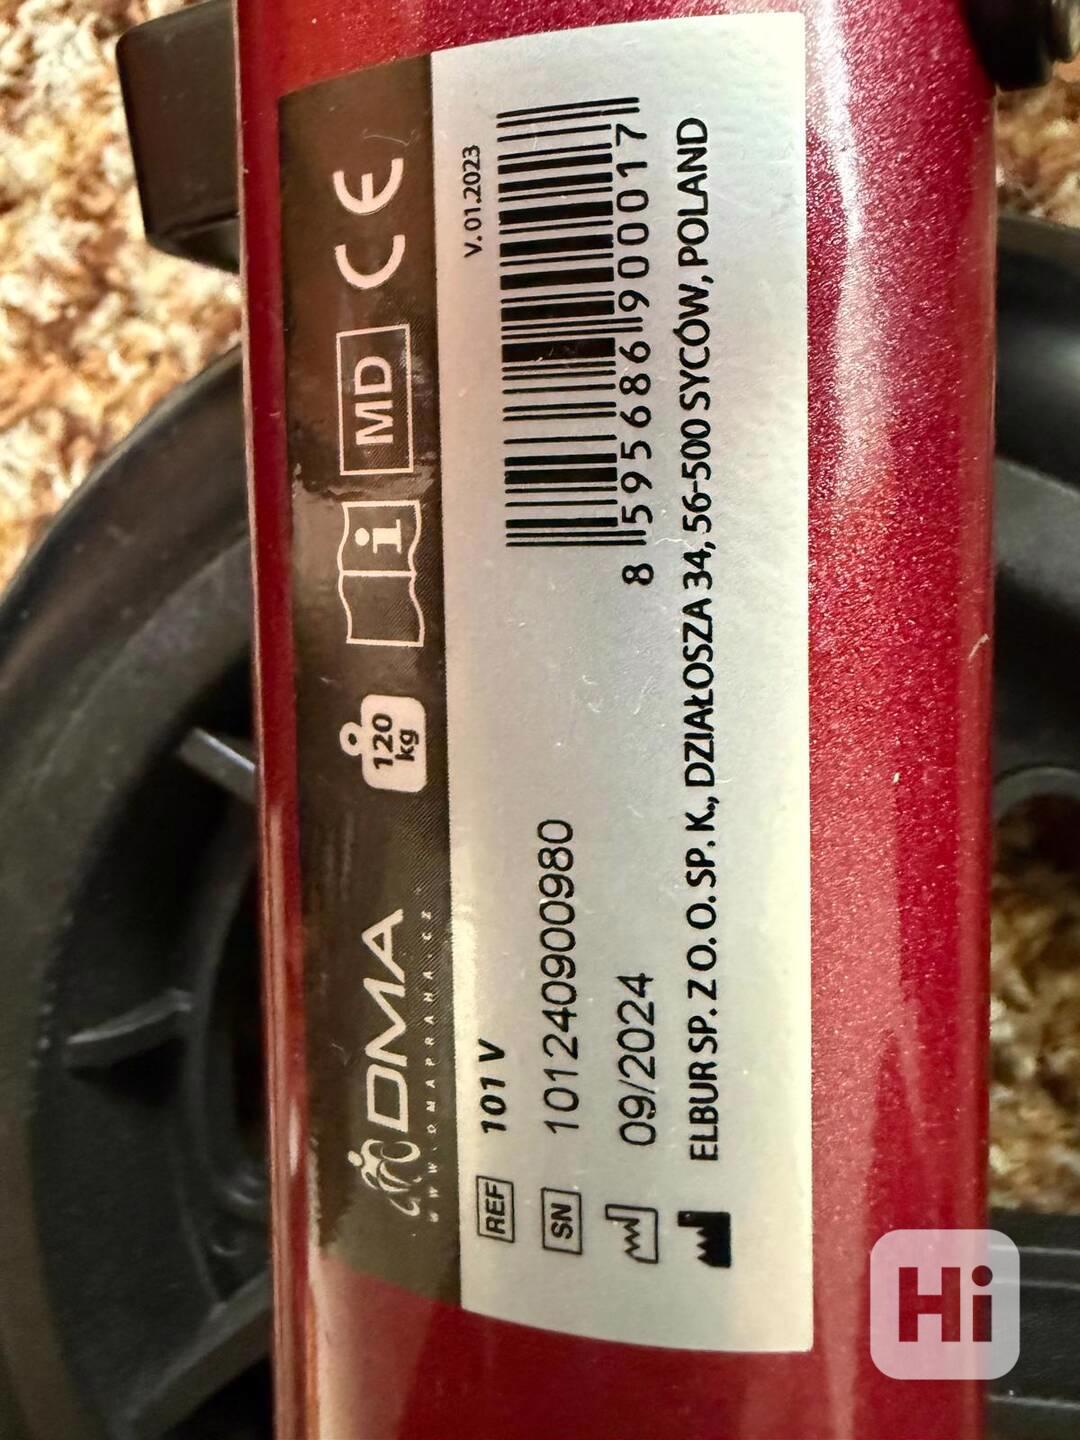 DMA
WWW.DMAPRAHA.CZ
120
kg
i
MD
CE
REF 101 V
V. 01.2023
SN 101240900980
09/2024
8 595686 900017
ELBUR SP. Z O. O. SP. K., DZIAŁOSZA 34, 56-500 SYCÓW, POLAND
Hi